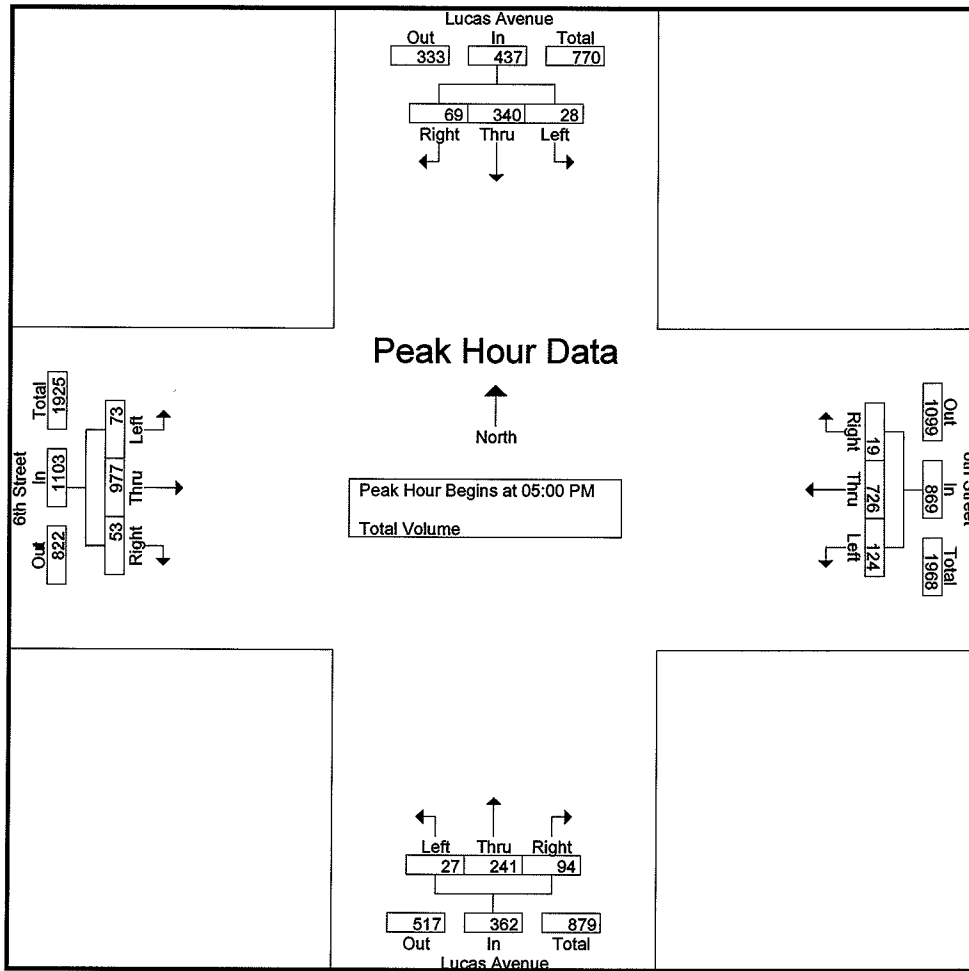 Lucas Avenue
Out In Total
333 437 770
69 340 28
Right Thru Left
Peak Hour Data
North
Peak Hour Begins at 05:00 PM
Total Volume
6th Street
Out In Total
822 1103 1925
53 977 73
Right Thru Left
Out In Total
1099 869 1968
19 726 124
Right Thru Left
Street
Left Thru Right
27 241 94
517 362 879
Out In Total
Lucas Avenue